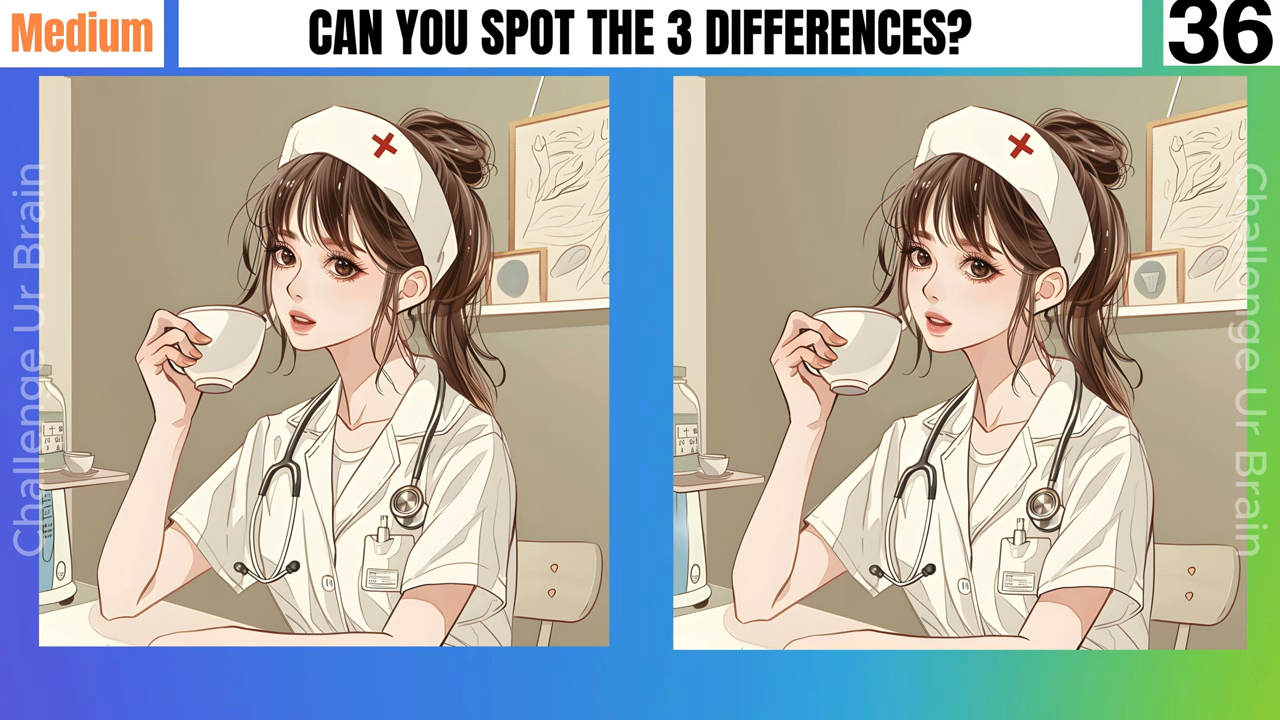 Medium
CAN YOU SPOT THE 3 DIFFERENCES?
36
Challenge Ur Brain
Challenge Ur Brain